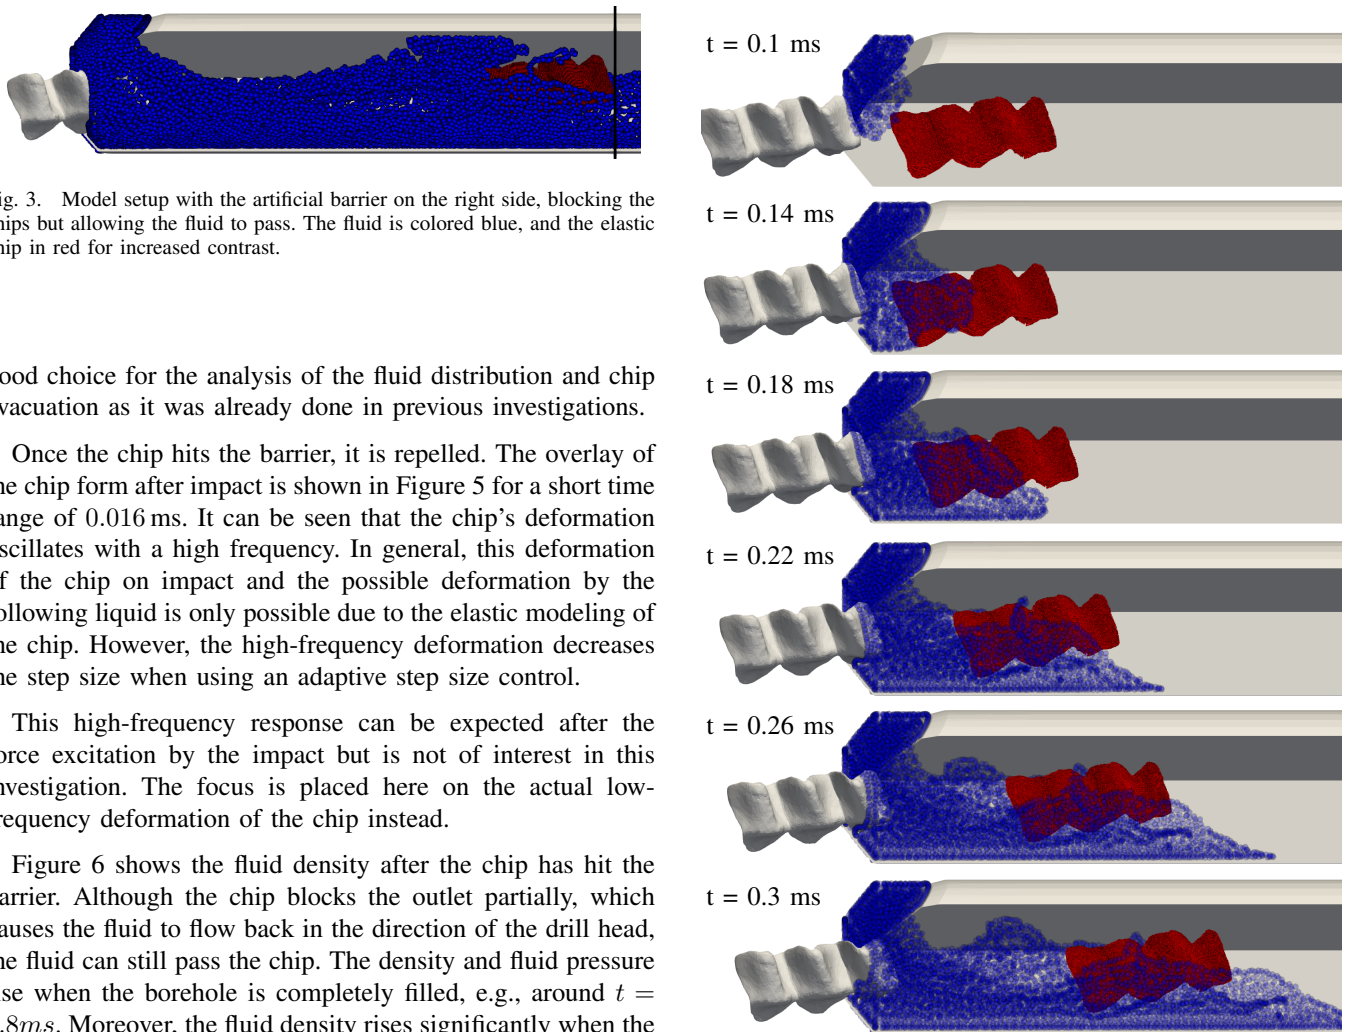 ig. 3. Model setup with the artificial barrier on the right side, blocking the
hips but allowing the fluid to pass. The fluid is colored blue, and the elastic
hip in red for increased contrast.
ood choice for the analysis of the fluid distribution and chip
vacuation as it was already done in previous investigations.
Once the chip hits the barrier, it is repelled. The overlay of
he chip form after impact is shown in Figure 5 for a short time
ange of 0.016 ms. It can be seen that the chip's deformation
scillates with a high frequency. In general, this deformation
f the chip on impact and the possible deformation by the
ollowing liquid is only possible due to the elastic modeling of
he chip. However, the high-frequency deformation decreases
he step size when using an adaptive step size control.
This high-frequency response can be expected after the
orce excitation by the impact but is not of interest in this
nvestigation. The focus is placed here on the actual low-
requency deformation of the chip instead.
Figure 6 shows the fluid density after the chip has hit the
arrier. Although the chip blocks the outlet partially, which
auses the fluid to flow back in the direction of the drill head,
he fluid can still pass the chip. The density and fluid pressure
ise when the borehole is completely filled, e.g., around t =
.8ms. Moreover, the fluid density rises significantly when the
t = 0.1 ms
t = 0.14 ms
t = 0.18 ms
t = 0.22 ms
t = 0.26 ms
t = 0.3 ms